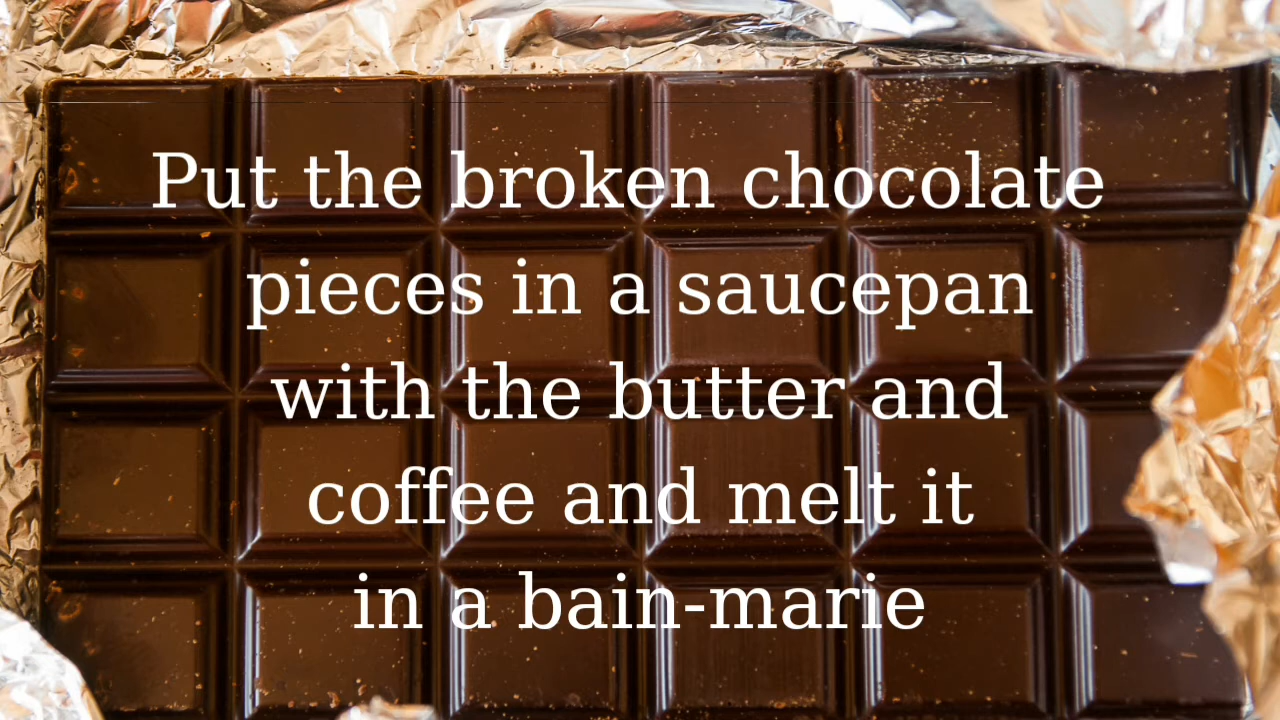 Put the broken chocolate
pieces in a saucepan
with the butter and
coffee and melt it
in a bain-marie